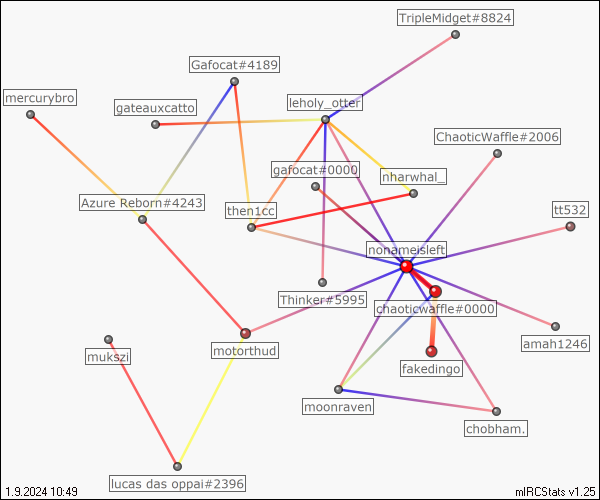 TripleMidget#8824
Gafocat#4189
mercurybro
gateauxcatto
leholy_otter
ChaoticWaffle#2006
gafocat#0000
nharwhal_
Azure Reborn#4243
then1cc
tt532
nonameisleft
Thinker#5995
chaoticwaffle#0000
motorthud
amah1246
mukszi
fakedingo
moonraven
chobham.
lucas das oppai#2396
1.9.2024 10:49
mIRCStats v1.25